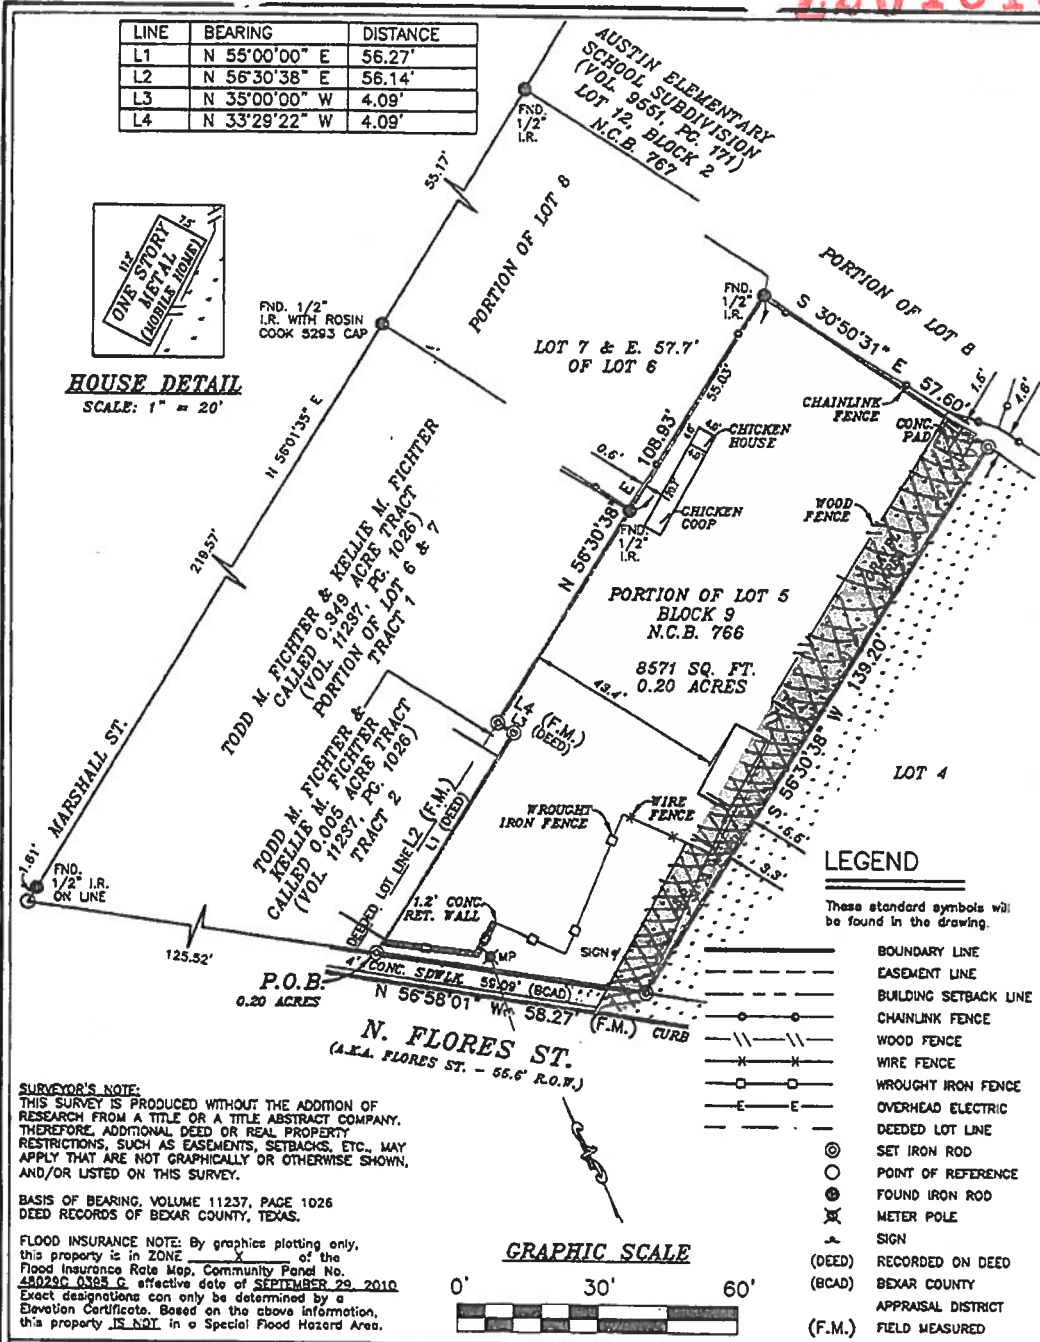 LINE BEARING DISTANCE
L1 N 55°00'00" E 56.27'
L2 N 56°30'38" E 56.14'
L3 N 35°00'00" W 4.09'
L4 N 33°29'22" W 4.09'
AUSTIN ELEMENTARY
SCHOOL SUBDIVISION
(VOL. 9551, PG. 171)
LOT 12, BLOCK 2
N.C.B. 767
FND.
1/2"
I.R.
55.17'
PORTION OF LOT 8
ONE STORY
METAL
(MOBILE HOME)
HOUSE DETAIL
SCALE: 1" = 20'
FND. 1/2"
I.R. WITH ROSIN
COOK 5293 CAP
FND.
1/2"
I.R.
PORTION OF LOT 8
S 30°50'31" E 57.60'
LOT 7 & E. 57.7'
OF LOT 6
55.03'
1.6'
4.6'
CHAINLINK
FENCE
CONC.
PAD
N 56°01'35" E
108.93'
0.6'
CHICKEN
HOUSE
CHICKEN
COOP
E
FND.
1/2"
I.R.
WOOD
FENCE
N 56°30'38" E
219.57'
TODD M. FICHTER & KELLIE M. FICHTER
CALLED 0.349 ACRE TRACT
(VOL. 11237, PG. 1026)
PORTION OF LOT 6 & 7
TRACT 1
PORTION OF LOT 5
BLOCK 9
N.C.B. 766
8571 SQ. FT.
0.20 ACRES
43.4'
139.20'
S 56°30'38" W
LOT 4
L4 (F.M.)
(DEED)
MARSHALL ST.
TODD M. FICHTER &
KELLIE M. FICHTER
CALLED 0.005 ACRE TRACT
(VOL. 11237, PG. 1026)
TRACT 2
DEEDED LOT LINE
L2 (F.M.)
L1 (DEED)
WROUGHT
IRON FENCE
WIRE
FENCE
6.6'
3.3'
1.61'
FND.
1/2" I.R.
ON LINE
1.2' CONC.
RET. WALL
SIGN
MP
125.52'
P.O.B.
0.20 ACRES
4' CONC. SDWLK
59.09' (BCAD)
N 56°58'01" W 58.27' (F.M.)
CURB
N. FLORES ST.
(A.K.A. FLORES ST. - 55.6' R.O.W.)
LEGEND
These standard symbols will
be found in the drawing.
BOUNDARY LINE
EASEMENT LINE
BUILDING SETBACK LINE
CHAINLINK FENCE
WOOD FENCE
WIRE FENCE
WROUGHT IRON FENCE
E E OVERHEAD ELECTRIC
DEEDED LOT LINE
SET IRON ROD
POINT OF REFERENCE
FOUND IRON ROD
METER POLE
SIGN
(DEED) RECORDED ON DEED
(BCAD) BEXAR COUNTY
APPRAISAL DISTRICT
(F.M.) FIELD MEASURED
SURVEYOR'S NOTE:
THIS SURVEY IS PRODUCED WITHOUT THE ADDITION OF
RESEARCH FROM A TITLE OR A TITLE ABSTRACT COMPANY.
THEREFORE, ADDITIONAL DEED OR REAL PROPERTY
RESTRICTIONS, SUCH AS EASEMENTS, SETBACKS, ETC., MAY
APPLY THAT ARE NOT GRAPHICALLY OR OTHERWISE SHOWN,
AND/OR LISTED ON THIS SURVEY.
BASIS OF BEARING, VOLUME 11237, PAGE 1026
DEED RECORDS OF BEXAR COUNTY, TEXAS.
FLOOD INSURANCE NOTE: By graphics plotting only,
this property is in ZONE X of the
Flood Insurance Rate Map, Community Panel No.
48029C 0395 G effective date of SEPTEMBER 29, 2010
Exact designations can only be determined by a
Elevation Certificate. Based on the above information,
this property IS NOT in a Special Flood Hazard Area.
GRAPHIC SCALE
0' 30' 60'